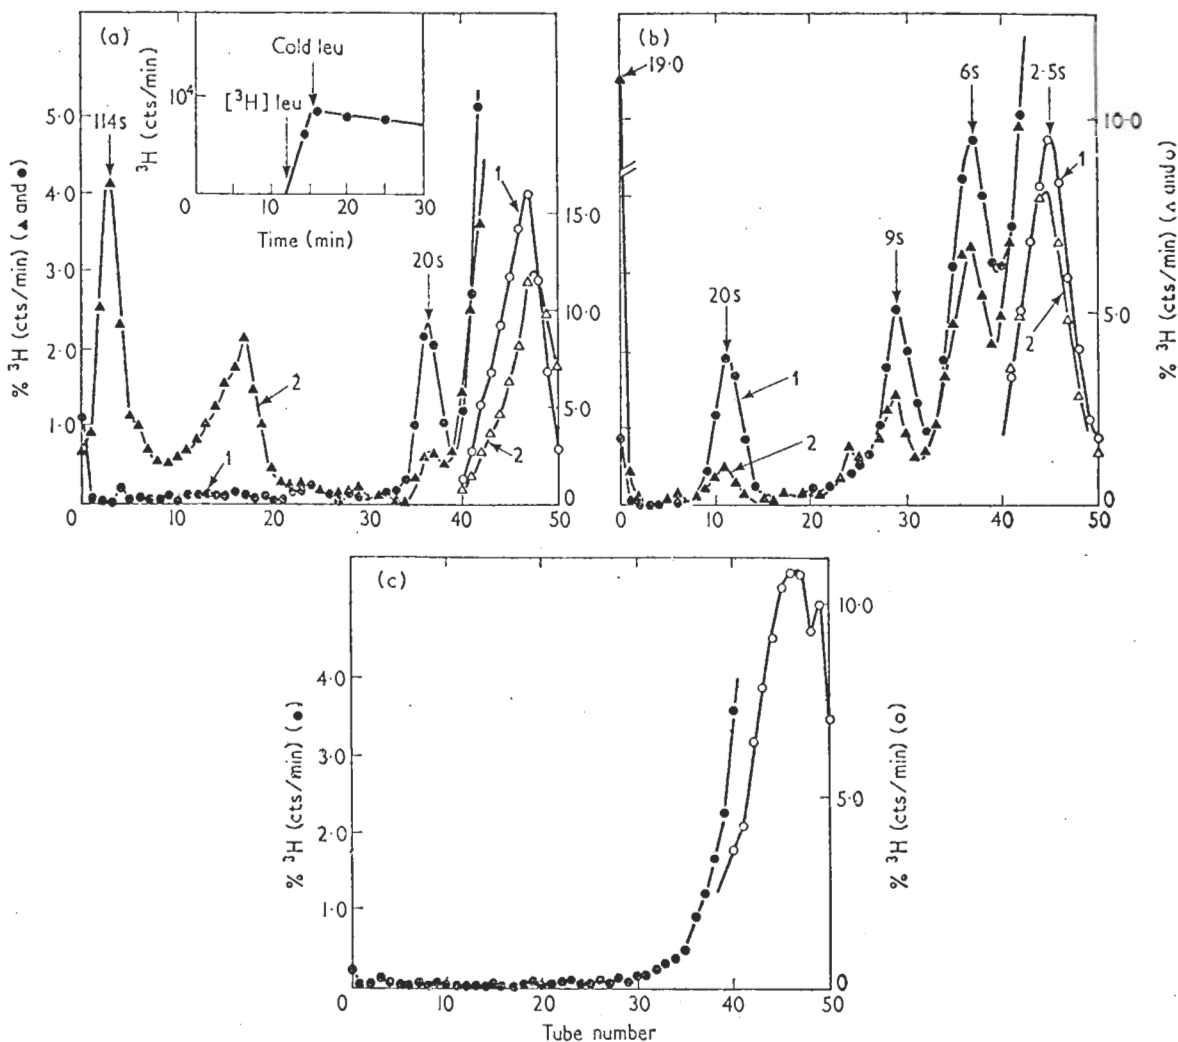 (a)
Cold leu
[³H] leu
10⁴
³H (cts/min)
0
10
20
30
Time (min)
114s
20s
1
2
1
2
5·0
4·0
3·0
2·0
1·0
% ³H (cts/min) (▲ and ●)
15·0
10·0
5·0
0
0
10
20
30
40
50
(b)
19·0
20s
9s
6s
2·5s
1
2
1
2
10·0
5·0
0
% ³H (cts/min) (△ and ○)
0
10
20
30
40
50
(c)
4·0
3·0
2·0
1·0
% ³H (cts/min) (●)
10·0
5·0
0
% ³H (cts/min) (○)
0
10
20
30
40
50
Tube number